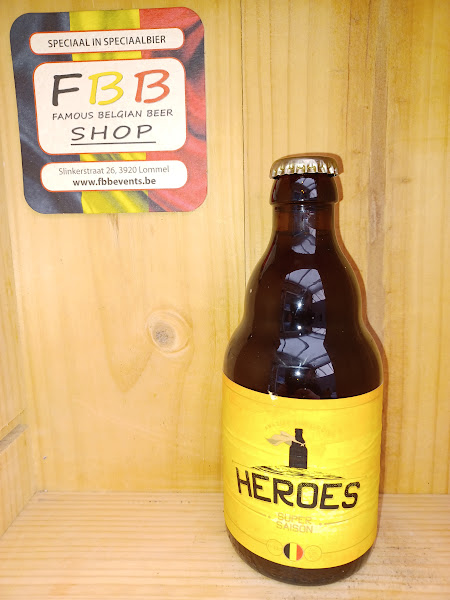 SPECIAAL IN SPECIAALBIER
FBB
FAMOUS BELGIAN BEER
SHOP
Slinkerstraat 26, 3920 Lommel
www.fbbevents.be
HEROES
SUPER
SAISON